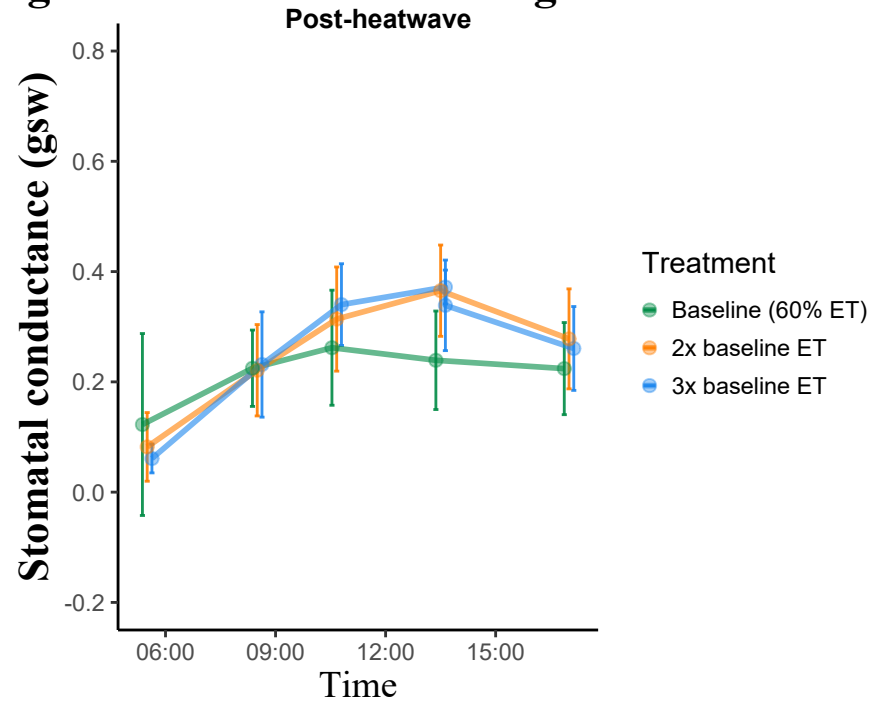 Post-heatwave
Stomatal conductance (gsw)
0.8
0.6
0.4
0.2
0.0
-0.2
06:00 09:00 12:00 15:00
Time
Treatment
Baseline (60% ET)
2x baseline ET
3x baseline ET